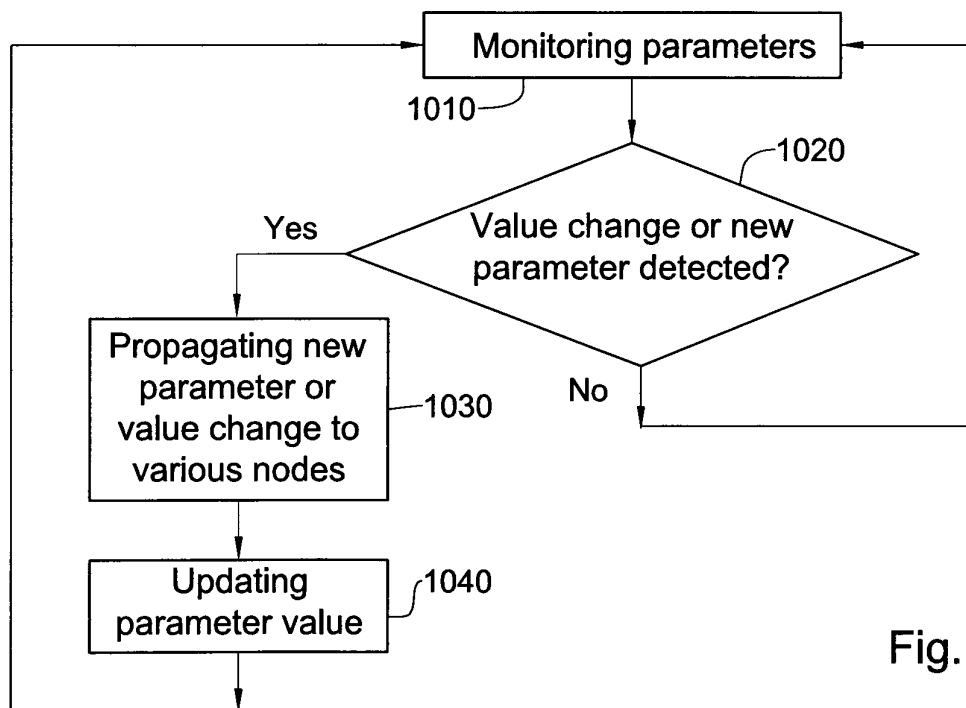 Monitoring parameters
1010
1020
Value change or new
parameter detected?
Yes
No
Propagating new
parameter or
value change to
various nodes
1030
Updating
parameter value
1040
Fig.